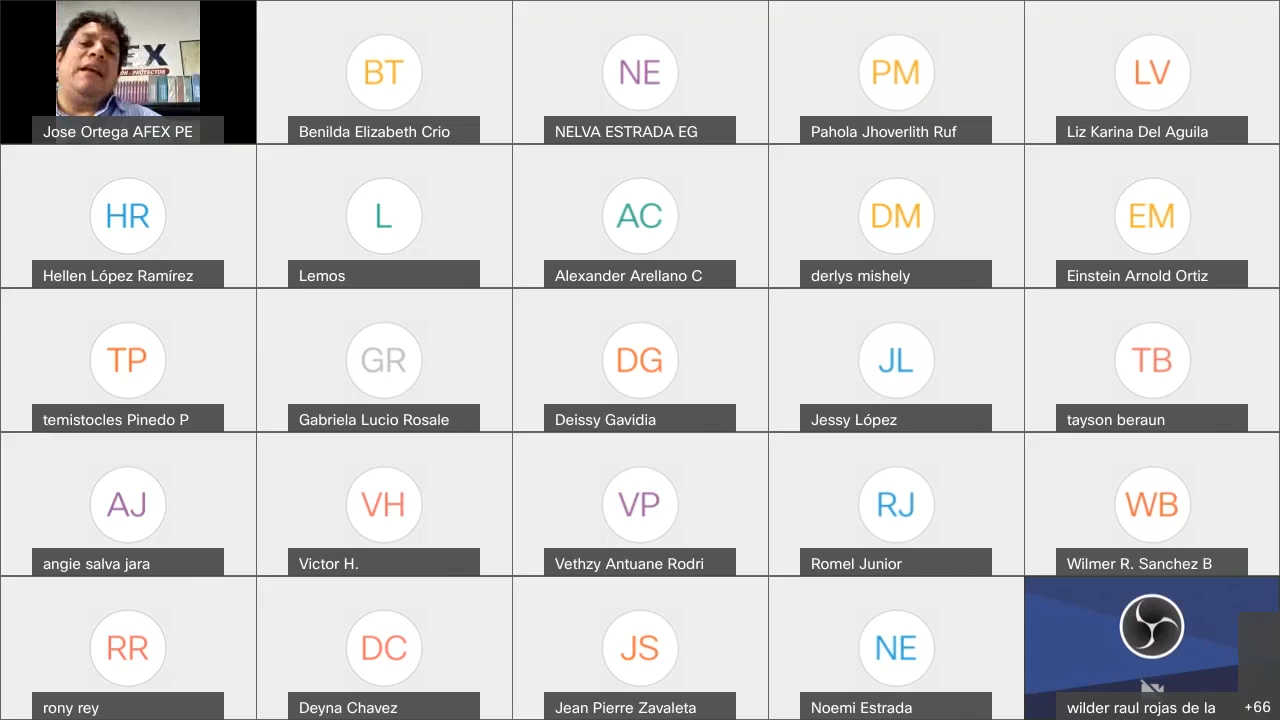 EX
ÓN - PROYECTOS
Jose Ortega AFEX PE
BT
Benilda Elizabeth Crio
NE
NELVA ESTRADA EG
PM
Pahola Jhoverlith Ruf
LV
Liz Karina Del Aguila
HR
Hellen López Ramírez
L
Lemos
AC
Alexander Arellano C
DM
derlys mishely
EM
Einstein Arnold Ortiz
TP
temistocles Pinedo P
GR
Gabriela Lucio Rosale
DG
Deissy Gavidia
JL
Jessy López
TB
tayson beraun
AJ
angie salva jara
VH
Victor H.
VP
Vethzy Antuane Rodri
RJ
Romel Junior
WB
Wilmer R. Sanchez B
RR
rony rey
DC
Deyna Chavez
JS
Jean Pierre Zavaleta
NE
Noemi Estrada
wilder raul rojas de la
+66